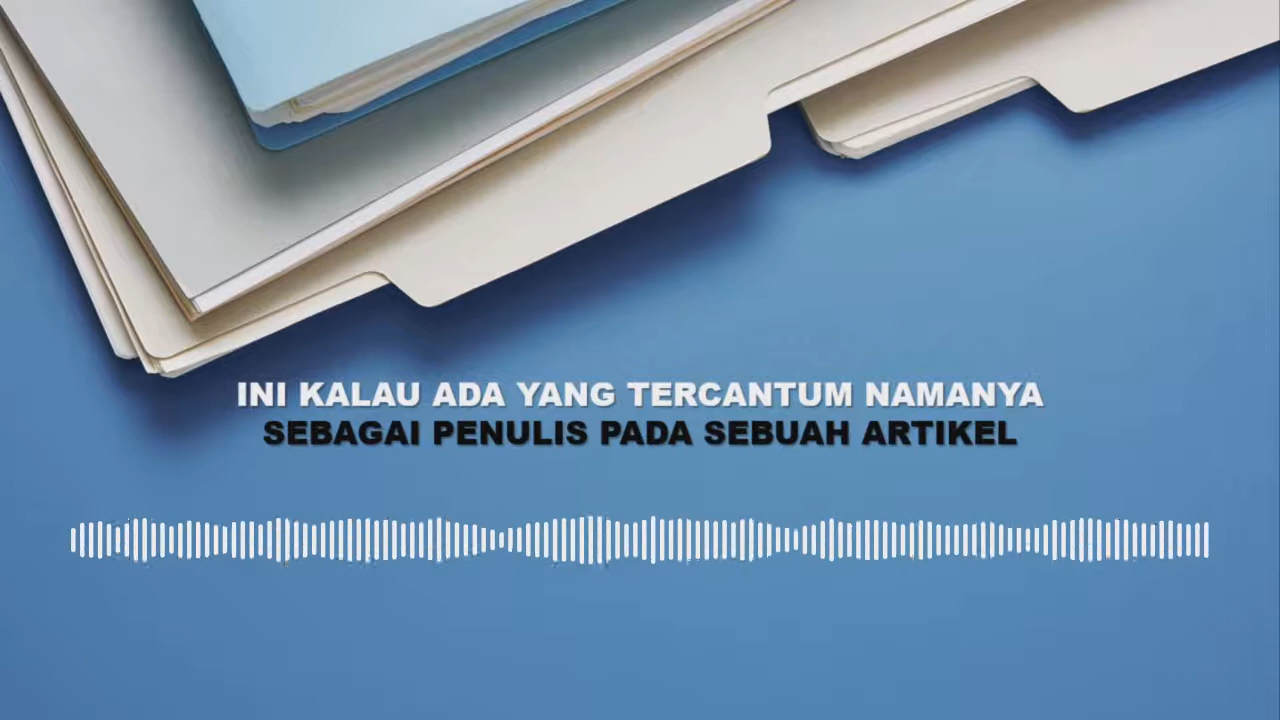 INI KALAU ADA YANG TERCANTUM NAMANYA
SEBAGAI PENULIS PADA SEBUAH ARTIKEL